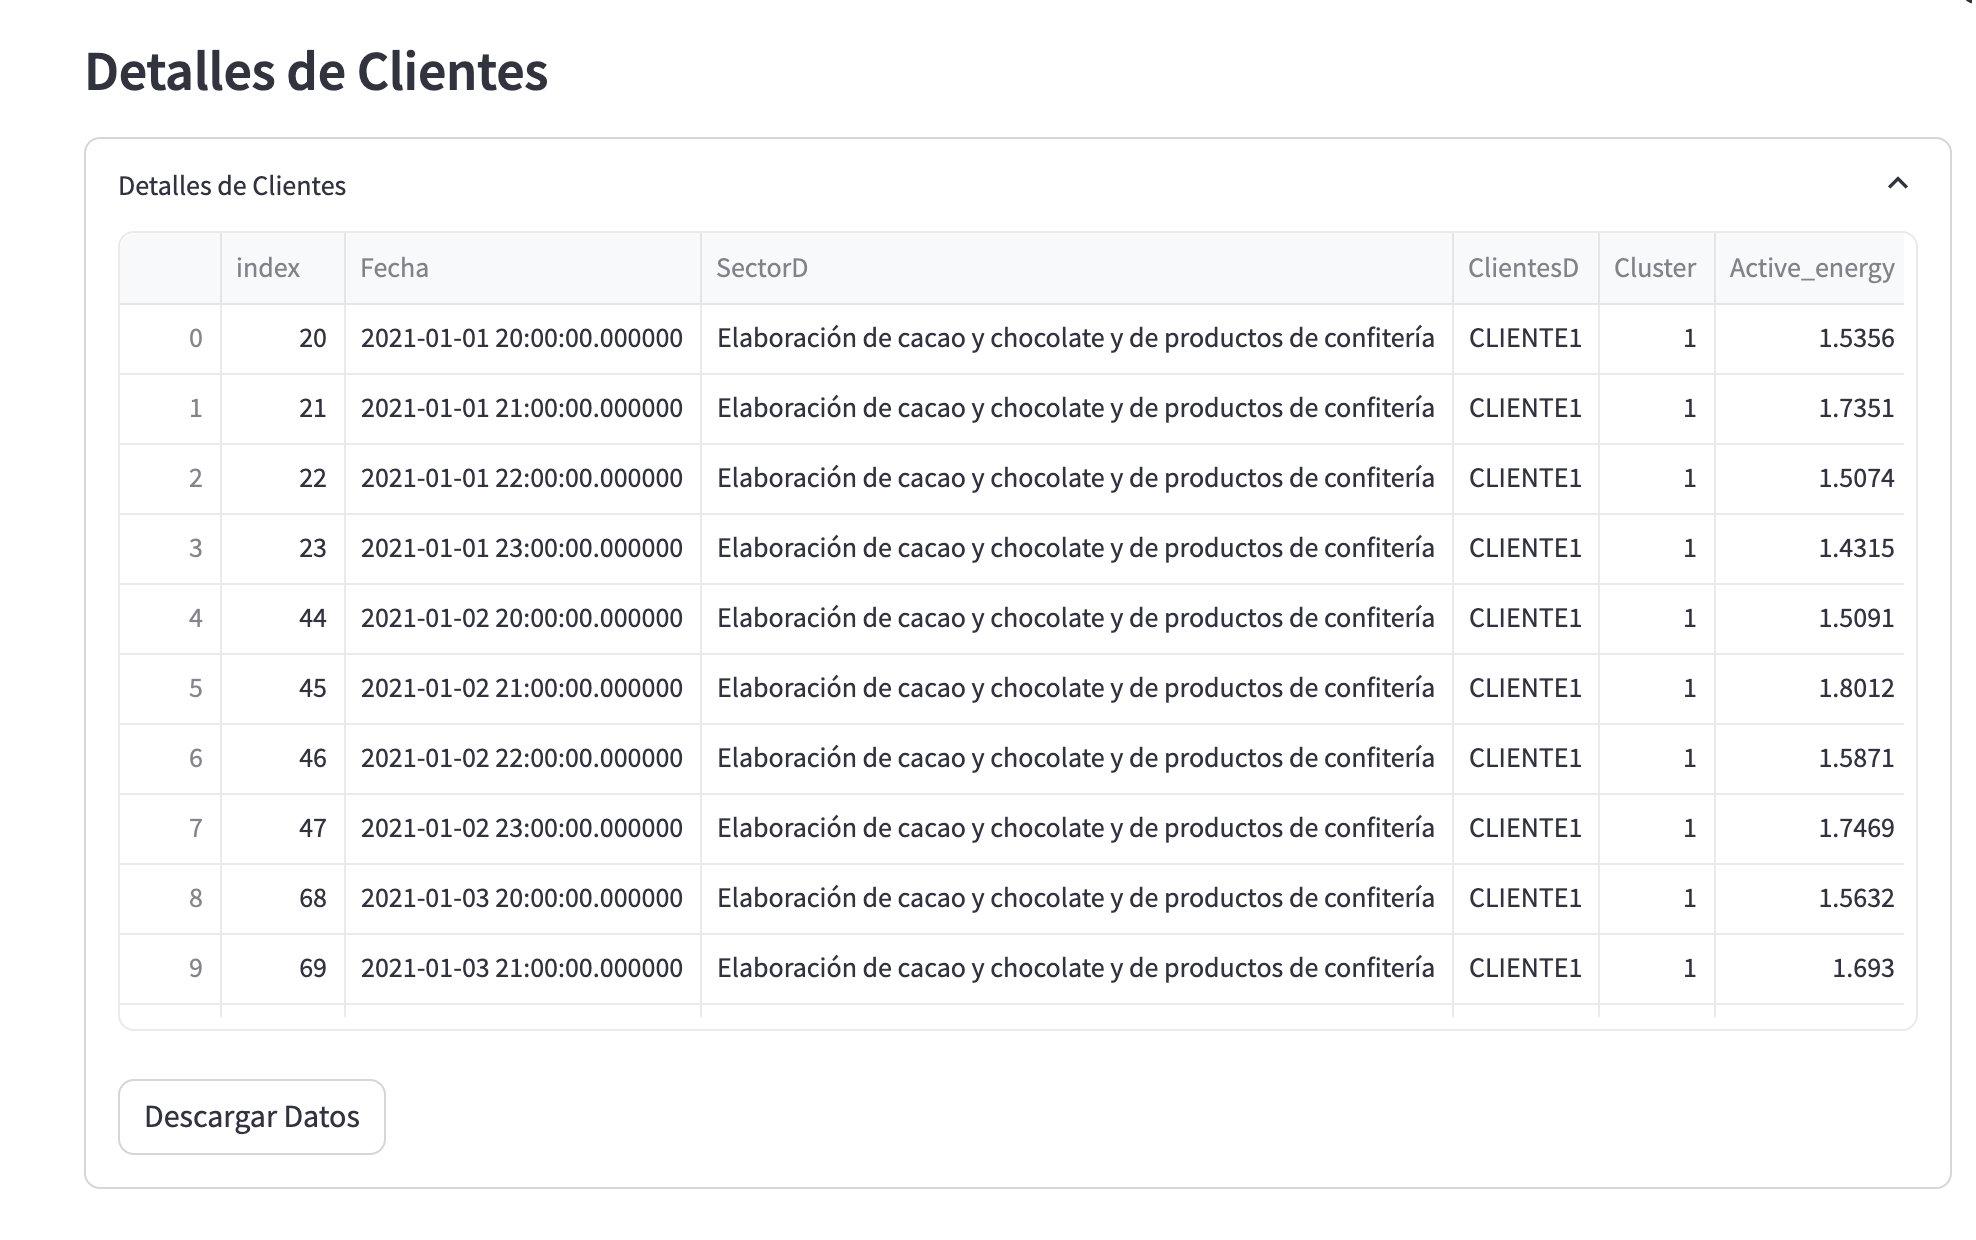 Detalles de Clientes
Detalles de Clientes
index Fecha SectorD ClientesD Cluster Active_energy
0 20 2021-01-01 20:00:00.000000 Elaboración de cacao y chocolate y de productos de confitería CLIENTE1 1 1.5356
1 21 2021-01-01 21:00:00.000000 Elaboración de cacao y chocolate y de productos de confitería CLIENTE1 1 1.7351
2 22 2021-01-01 22:00:00.000000 Elaboración de cacao y chocolate y de productos de confitería CLIENTE1 1 1.5074
3 23 2021-01-01 23:00:00.000000 Elaboración de cacao y chocolate y de productos de confitería CLIENTE1 1 1.4315
4 44 2021-01-02 20:00:00.000000 Elaboración de cacao y chocolate y de productos de confitería CLIENTE1 1 1.5091
5 45 2021-01-02 21:00:00.000000 Elaboración de cacao y chocolate y de productos de confitería CLIENTE1 1 1.8012
6 46 2021-01-02 22:00:00.000000 Elaboración de cacao y chocolate y de productos de confitería CLIENTE1 1 1.5871
7 47 2021-01-02 23:00:00.000000 Elaboración de cacao y chocolate y de productos de confitería CLIENTE1 1 1.7469
8 68 2021-01-03 20:00:00.000000 Elaboración de cacao y chocolate y de productos de confitería CLIENTE1 1 1.5632
9 69 2021-01-03 21:00:00.000000 Elaboración de cacao y chocolate y de productos de confitería CLIENTE1 1 1.693
Descargar Datos